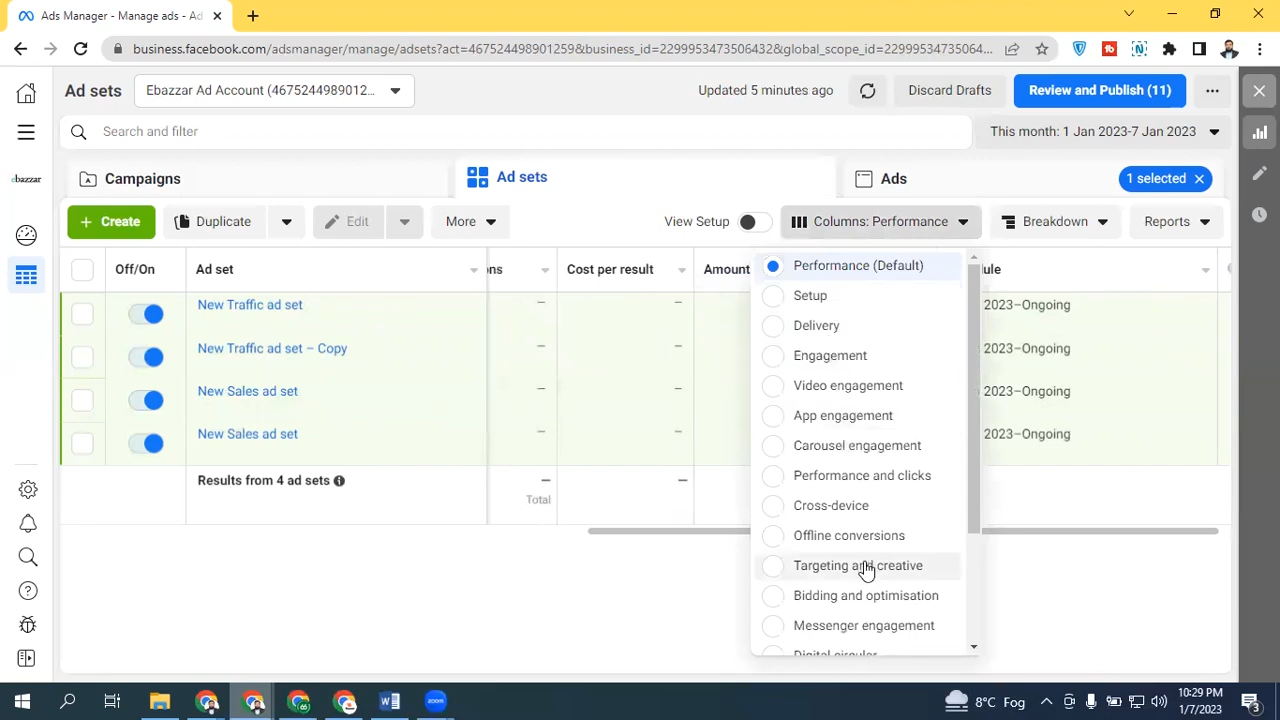 Ads Manager - Manage ads - Ad
business.facebook.com/adsmanager/manage/adsets?act=467524498901259&business_id=2299953473506432&global_scope_id=22999534735064...
Ad sets
Ebazzar Ad Account (4675244989012...
Updated 5 minutes ago
Discard Drafts
Review and Publish (11)
Search and filter
This month: 1 Jan 2023-7 Jan 2023
ebazzar
Campaigns
Ad sets
Ads
1 selected
+ Create
Duplicate
Edit
More
View Setup
Columns: Performance
Breakdown
Reports
Off/On
Ad set
ns
Cost per result
Amount
ule
Performance (Default)
Setup
Delivery
Engagement
Video engagement
App engagement
Carousel engagement
Performance and clicks
Cross-device
Offline conversions
Targeting and creative
Bidding and optimisation
Messenger engagement
Digital circular
New Traffic ad set
— —
2023–Ongoing
New Traffic ad set – Copy
— —
2023–Ongoing
New Sales ad set
— —
2023–Ongoing
New Sales ad set
— —
2023–Ongoing
Results from 4 ad sets
— —
Total
8°C Fog
10:29 PM
1/7/2023
3
zoom